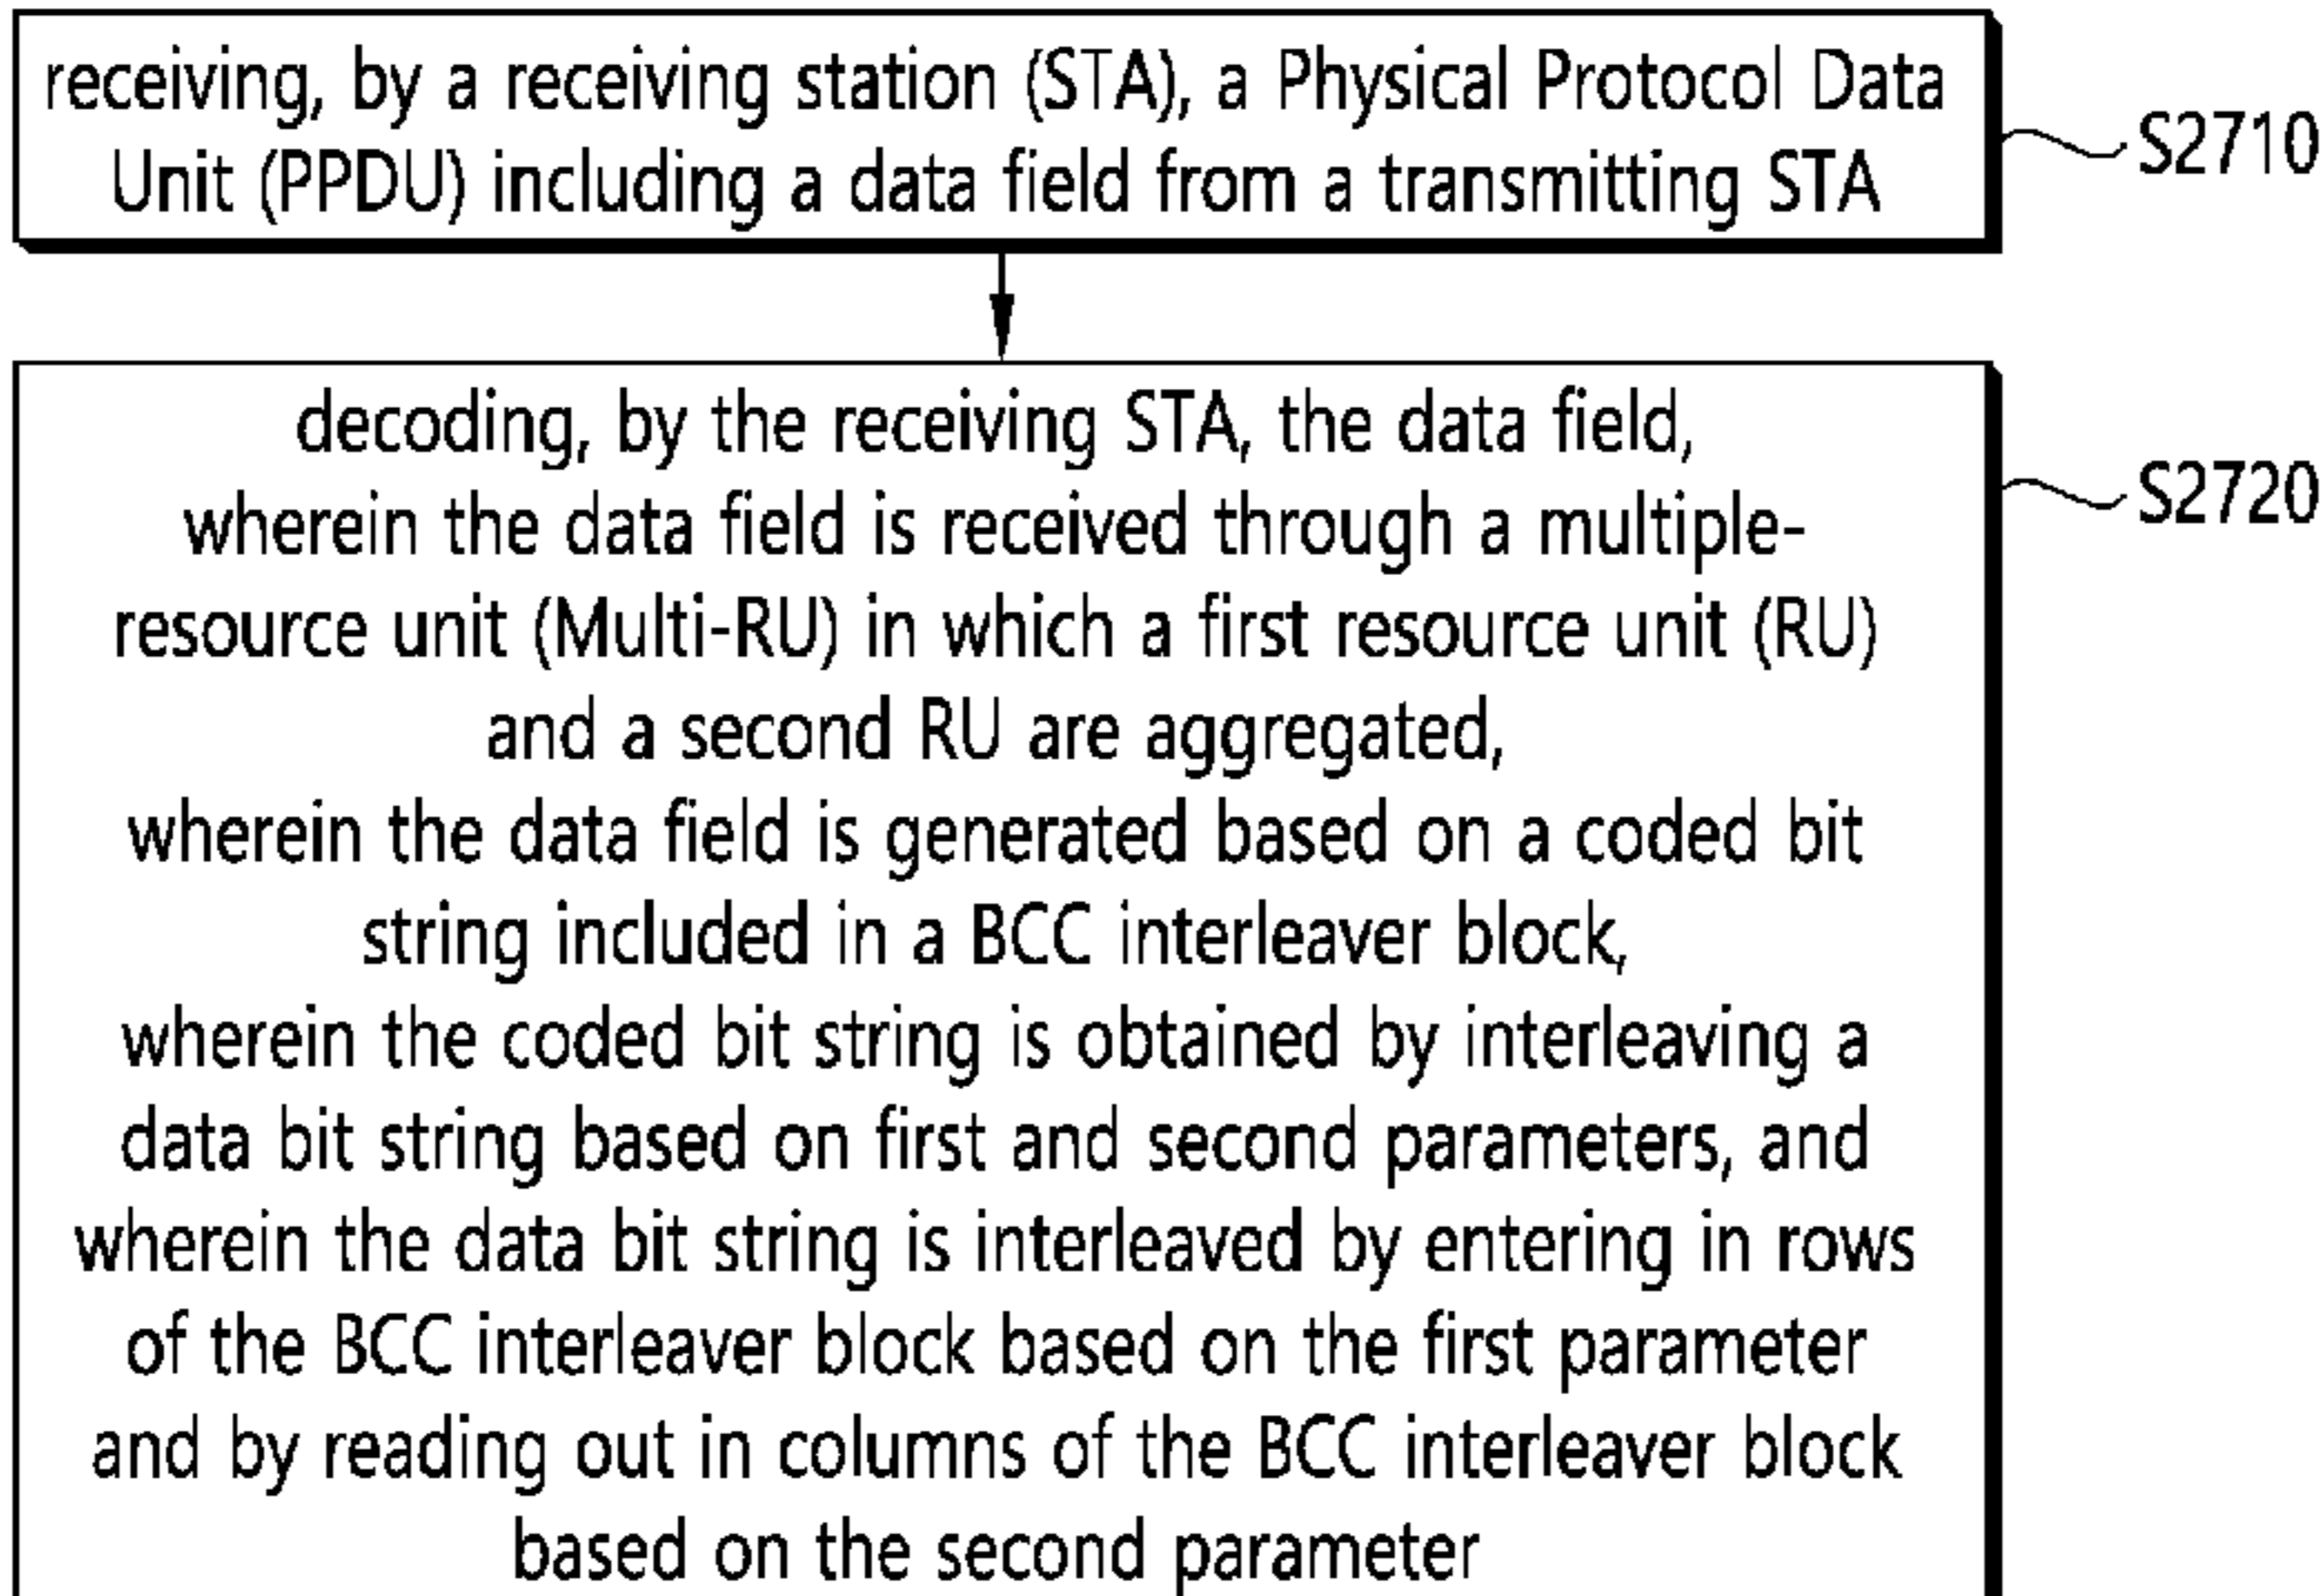 receiving, by a receiving station (STA), a Physical Protocol Data
Unit (PPDU) including a data field from a transmitting STA
S2710
decoding, by the receiving STA, the data field,
wherein the data field is received through a multiple-
resource unit (Multi-RU) in which a first resource unit (RU)
and a second RU are aggregated,
wherein the data field is generated based on a coded bit
string included in a BCC interleaver block,
wherein the coded bit string is obtained by interleaving a
data bit string based on first and second parameters, and
wherein the data bit string is interleaved by entering in rows
of the BCC interleaver block based on the first parameter
and by reading out in columns of the BCC interleaver block
based on the second parameter
S2720